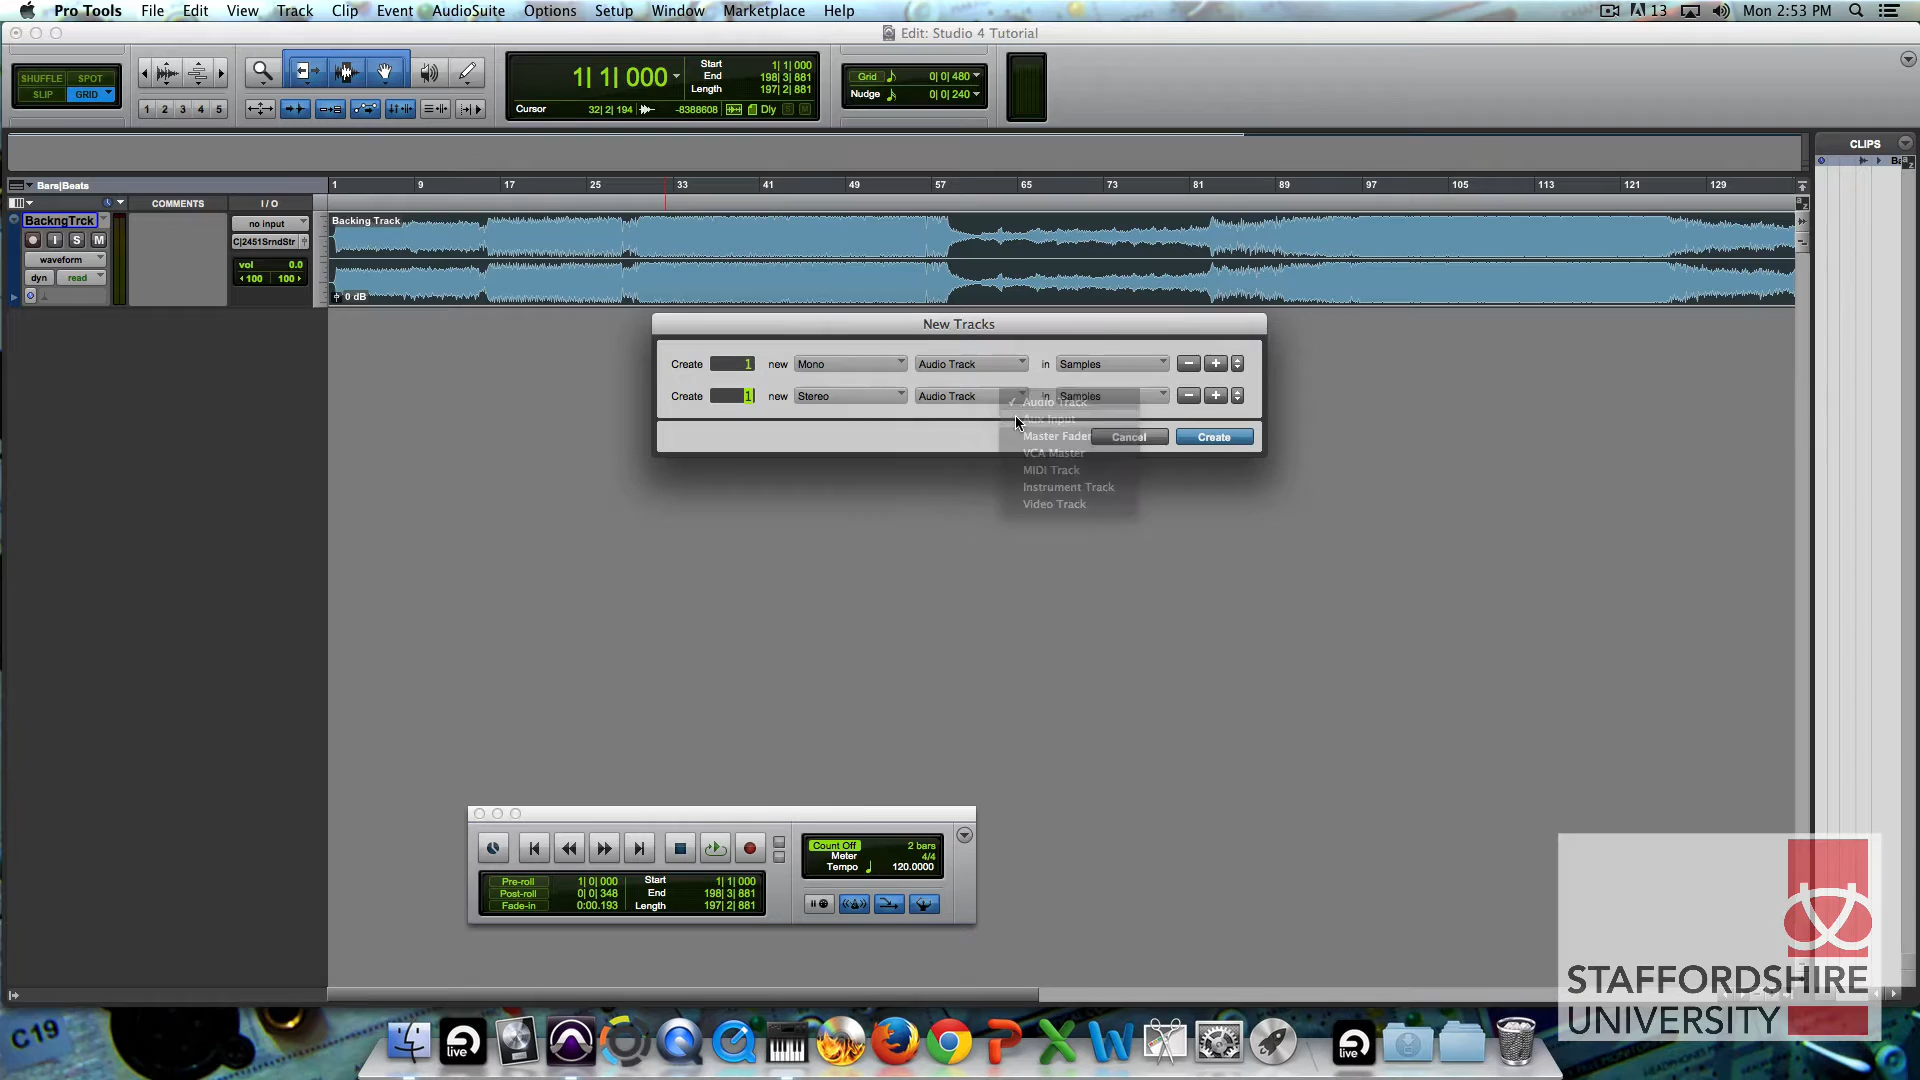 Pro Tools File Edit View Track Clip Event AudioSuite Options Setup Window Marketplace Help 13 Mon 2:53 PM
Edit: Studio 4 Tutorial
SHUFFLE SPOT
SLIP GRID
1 2 3 4 5
1| 1| 000
Start 1| 1| 000
End 198| 3| 881
Length 197| 2| 881
Cursor 32| 2| 194 -8388608 Dly S M
Grid 0| 0| 480
Nudge 0| 0| 240
CLIPS
Bars|Beats
1 9 17 25 33 41 49 57 65 73 81 89 97 105 113 121 129
COMMENTS I / O
BackngTrck
I S M
waveform
dyn read
no input
C|2451SrndStr
vol 0.0
100 100
Backing Track
0 dB
New Tracks
Create 1 new Mono Audio Track in Samples
Create 1 new Stereo Audio Track in Samples
Audio Track
Aux Input
Master Fader
VCA Master
MIDI Track
Instrument Track
Video Track
Cancel Create
Count Off 2 bars
Meter 4/4
Tempo 120.0000
Pre-roll 1| 0| 000
Post-roll 0| 0| 348
Fade-in 0:00.193
Start 1| 1| 000
End 198| 3| 881
Length 197| 2| 881
STAFFORDSHIRE
UNIVERSITY
C19
live
live